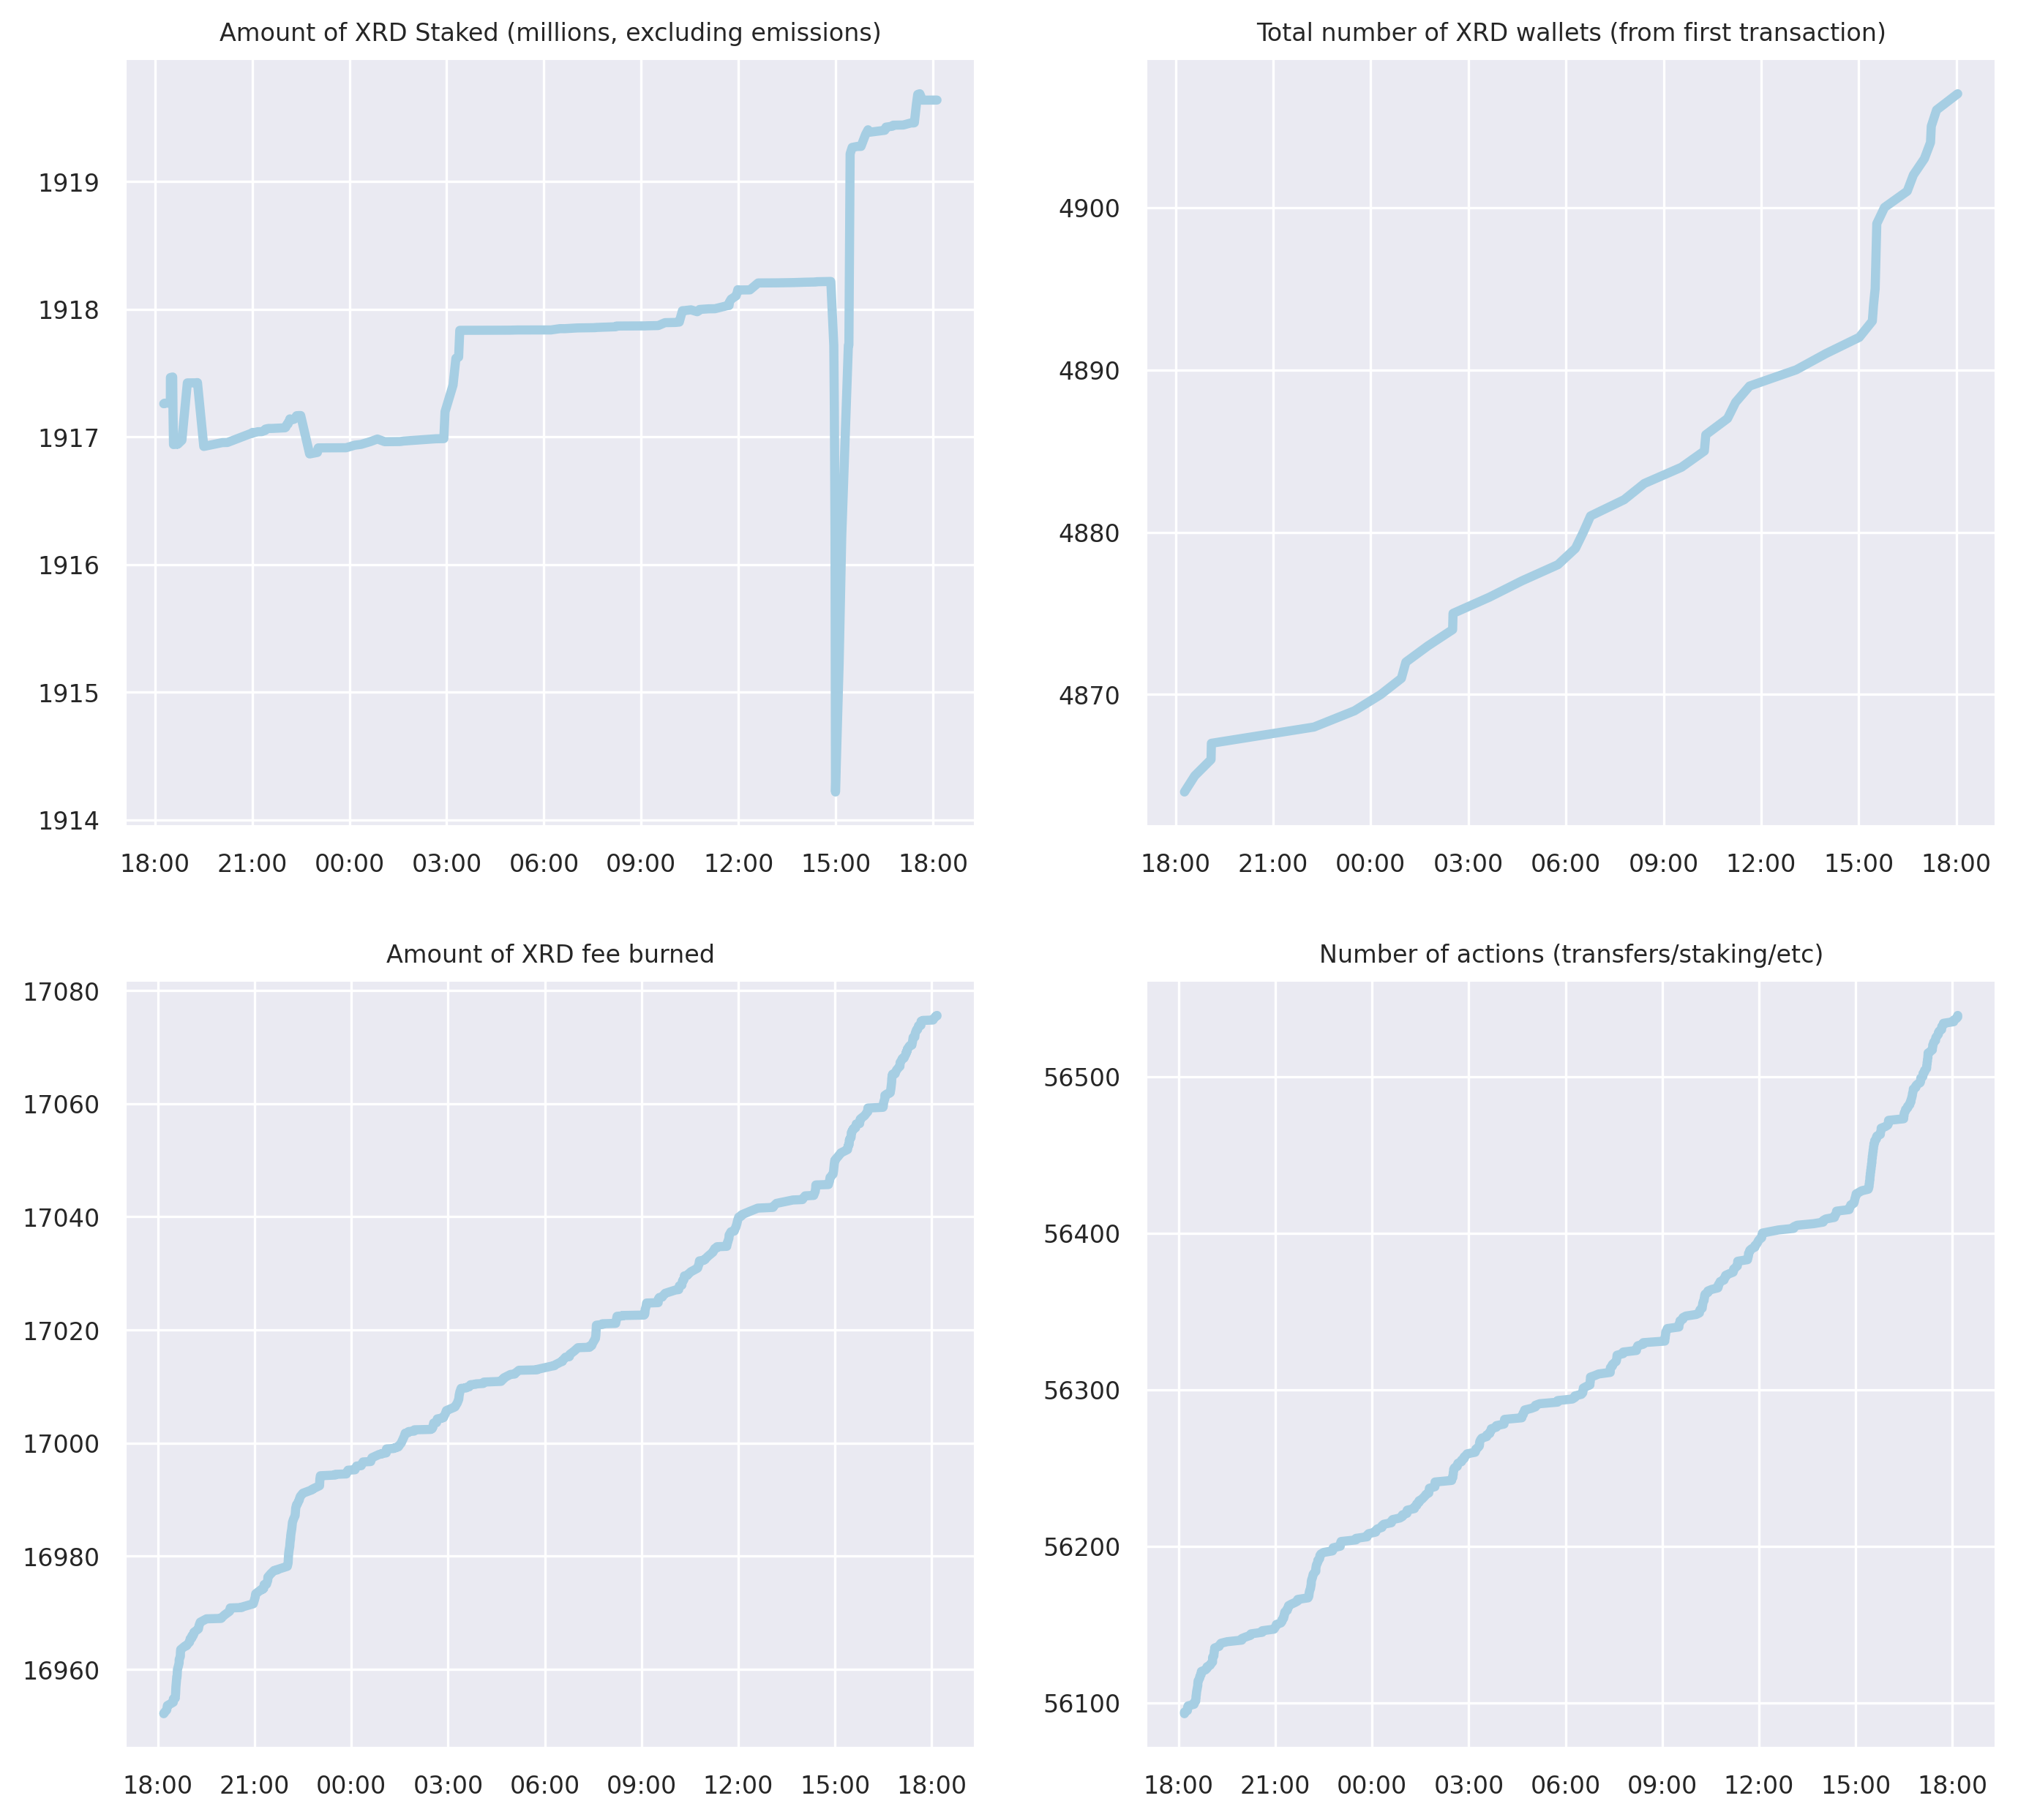 Amount of XRD Staked (millions, excluding emissions)
1919
1918
1917
1916
1915
1914
18:00 21:00 00:00 03:00 06:00 09:00 12:00 15:00 18:00
Total number of XRD wallets (from first transaction)
4900
4890
4880
4870
18:00 21:00 00:00 03:00 06:00 09:00 12:00 15:00 18:00
Amount of XRD fee burned
17080
17060
17040
17020
17000
16980
16960
18:00 21:00 00:00 03:00 06:00 09:00 12:00 15:00 18:00
Number of actions (transfers/staking/etc)
56500
56400
56300
56200
56100
18:00 21:00 00:00 03:00 06:00 09:00 12:00 15:00 18:00